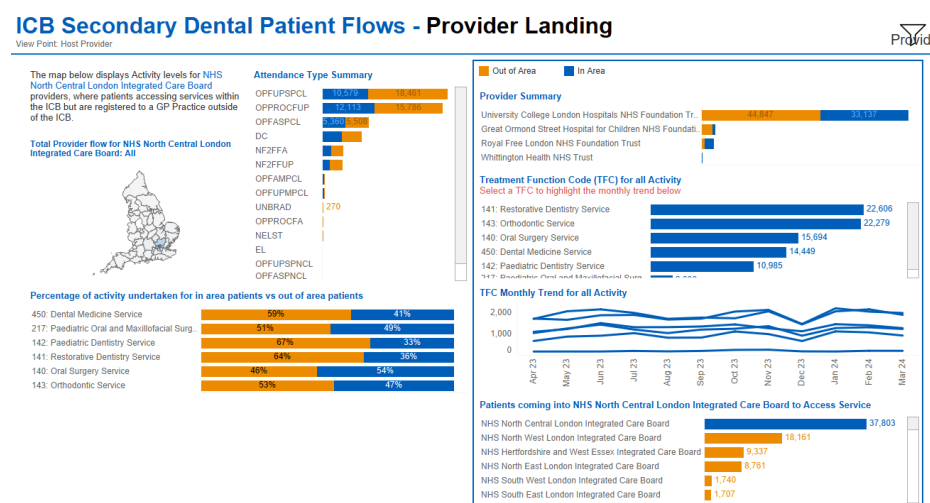 ICB Secondary Dental Patient Flows - Provider Landing
View Point: Host Provider
The map below displays Activity levels for NHS
North Central London Integrated Care Board
providers, where patients accessing services within
the ICB but are registered to a GP Practice outside
of the ICB.
Total Provider flow for NHS North Central London
Integrated Care Board: All
Attendance Type Summary
OPFUPSPCL 10,579 18,461
OPPROCFUP 12,113 15,786
OPFASPCL 5,360 5,508
DC
NF2FFA
NF2FFUP
OPFAMPCL
OPFUPMPCL
UNBRAD 270
OPPROCFA
NELST
EL
OPFUPSPNCL
OPFASPNCL
Percentage of activity undertaken for in area patients vs out of area patients
450: Dental Medicine Service 59% 41%
217: Paediatric Oral and Maxillofacial Surg.. 51% 49%
142: Paediatric Dentistry Service 67% 33%
141: Restorative Dentistry Service 64% 36%
140: Oral Surgery Service 46% 54%
143: Orthodontic Service 53% 47%
Out of Area In Area
Provider Summary
University College London Hospitals NHS Foundation Tr.. 44,847 33,137
Great Ormond Street Hospital for Children NHS Foundati..
Royal Free London NHS Foundation Trust
Whittington Health NHS Trust
Treatment Function Code (TFC) for all Activity
Select a TFC to highlight the monthly trend below
141: Restorative Dentistry Service 22,606
143: Orthodontic Service 22,279
140: Oral Surgery Service 15,694
450: Dental Medicine Service 14,449
142: Paediatric Dentistry Service 10,985
217: Paediatric Oral and Maxillofacial Surg..
TFC Monthly Trend for all Activity
2,000
1,000
0
Apr 23 May 23 Jun 23 Jul 23 Aug 23 Sep 23 Oct 23 Nov 23 Dec 23 Jan 24 Feb 24 Mar 24
Patients coming into NHS North Central London Integrated Care Board to Access Service
NHS North Central London Integrated Care Board 37,803
NHS North West London Integrated Care Board 18,161
NHS Hertfordshire and West Essex Integrated Care Board 9,337
NHS North East London Integrated Care Board 8,761
NHS South West London Integrated Care Board 1,740
NHS South East London Integrated Care Board 1,707